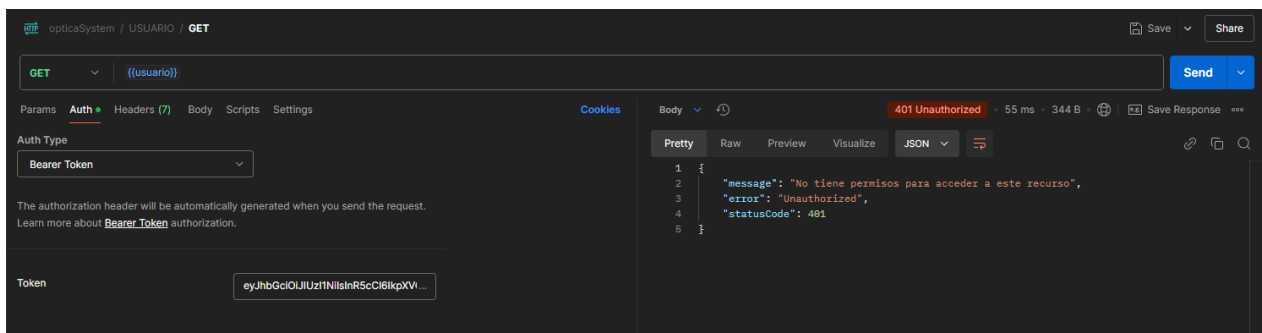 HTTP opticaSystem / USUARIO / GET
Save
Share
GET
{{usuario}}
Send
Params Auth Headers (7) Body Scripts Settings
Cookies
Auth Type
Bearer Token
The authorization header will be automatically generated when you send the request.
Learn more about Bearer Token authorization.
Token
eyJhbGciOiJIUzI1NiIsInR5cCI6IkpXV...
Body
401 Unauthorized • 55 ms • 344 B •
e.g. Save Response
Pretty Raw Preview Visualize JSON
1 {
2 "message": "No tiene permisos para acceder a este recurso",
3 "error": "Unauthorized",
4 "statusCode": 401
5 }